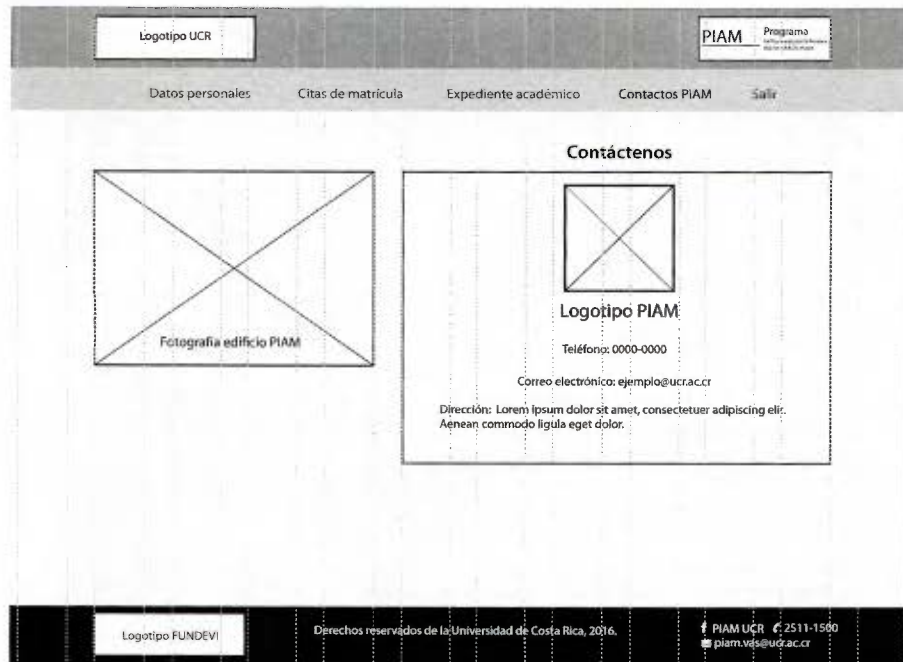 Logotipo UCR
PIAM
Programa
Datos personales
Citas de matrícula
Expediente académico
Contactos PIAM
Salir
Contáctenos
Fotografía edificio PIAM
Logotipo PIAM
Teléfono: 0000-0000
Correo electrónico: ejemplo@ucr.ac.cr
Dirección: Lorem ipsum dolor sit amet, consectetuer adipiscing elit.
Aenean commodo ligula eget dolor.
Logotipo FUNDEVI
Derechos reservados de la Universidad de Costa Rica, 2016.
PIAM UCR 2511-1500
piam.vas@ucr.ac.cr